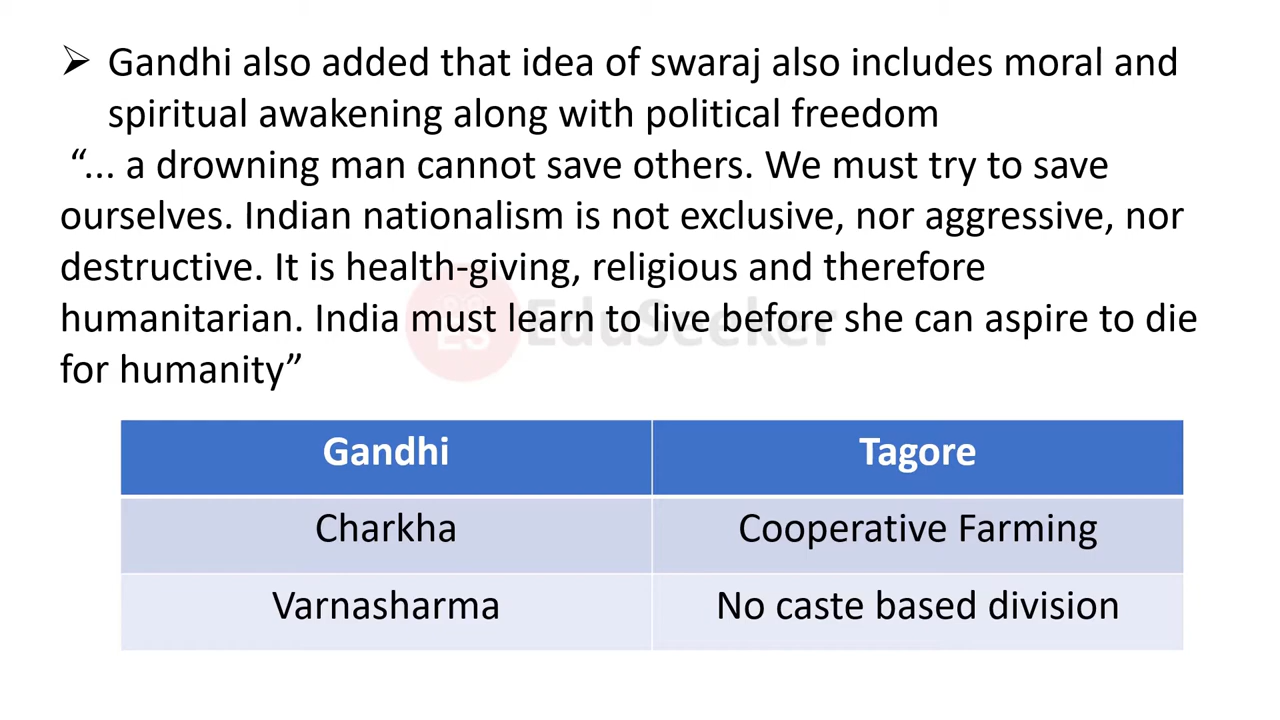 ➢ Gandhi also added that idea of swaraj also includes moral and
spiritual awakening along with political freedom
“... a drowning man cannot save others. We must try to save
ourselves. Indian nationalism is not exclusive, nor aggressive, nor
destructive. It is health-giving, religious and therefore
humanitarian. India must learn to live before she can aspire to die
for humanity”
ES EduSeeker
Gandhi Tagore
Charkha Cooperative Farming
Varnasharma No caste based division